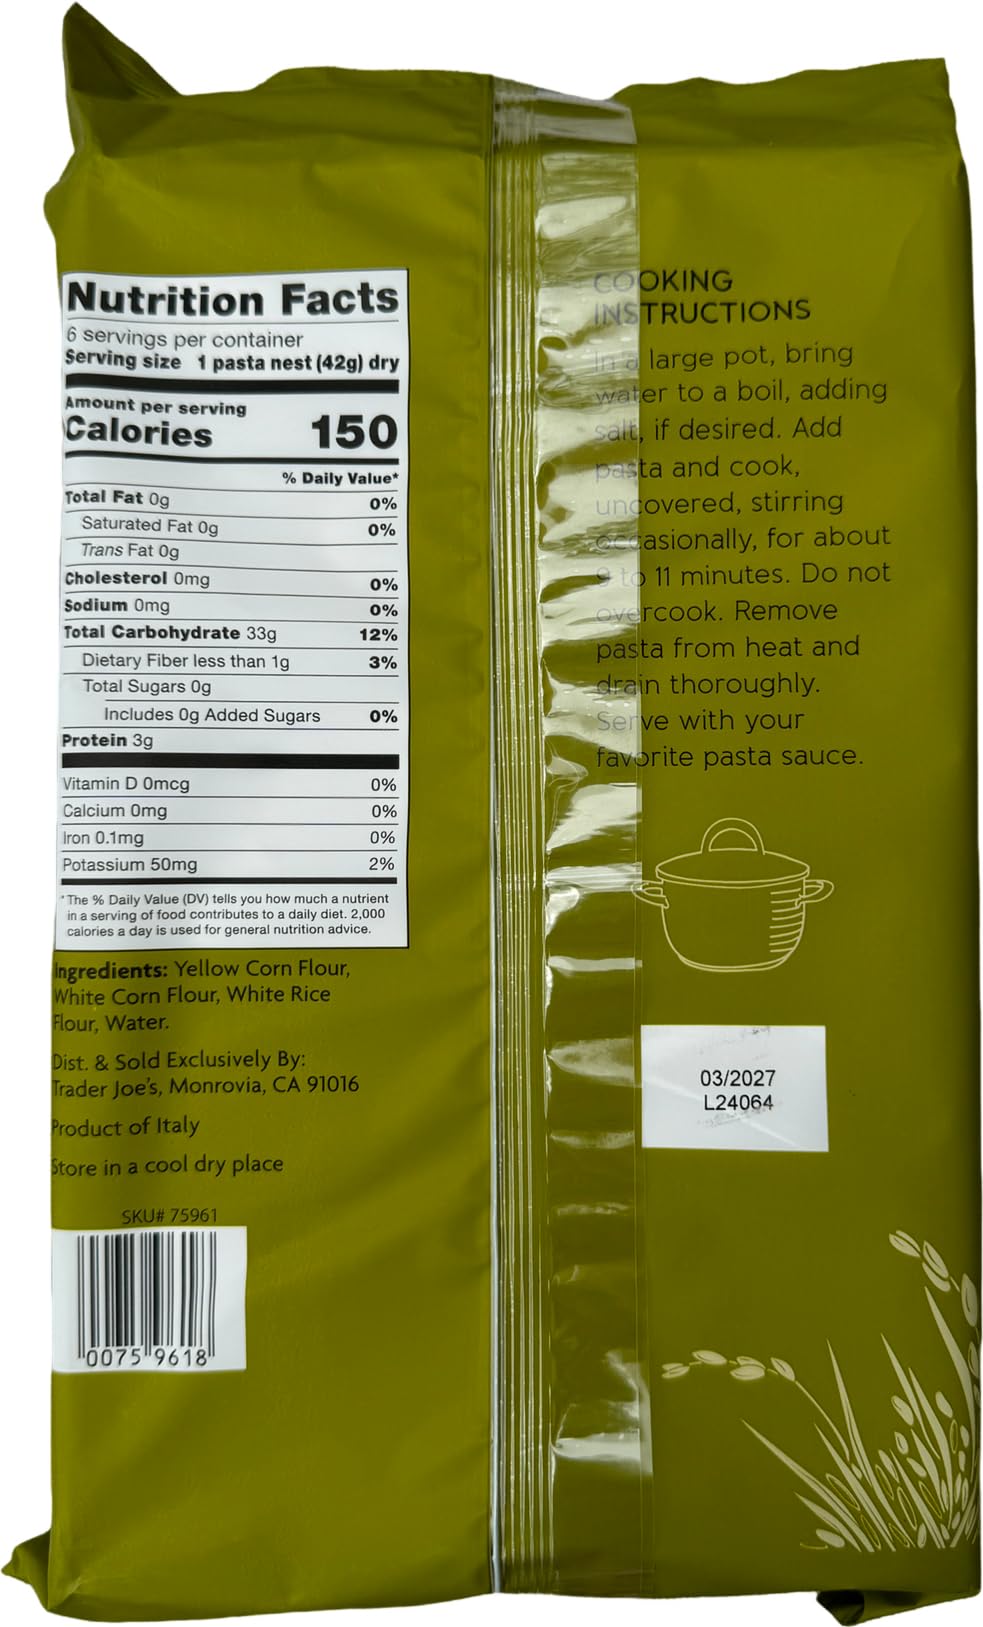 Nutrition Facts
6 servings per container
Serving size 1 pasta nest (42g) dry
Amount per serving
Calories 150
% Daily Value*
Total Fat 0g 0%
Saturated Fat 0g 0%
Trans Fat 0g
Cholesterol 0mg 0%
Sodium 0mg 0%
Total Carbohydrate 33g 12%
Dietary Fiber less than 1g 3%
Total Sugars 0g
Includes 0g Added Sugars 0%
Protein 3g
Vitamin D 0mcg 0%
Calcium 0mg 0%
Iron 0.1mg 0%
Potassium 50mg 2%
*The % Daily Value (DV) tells you how much a nutrient
in a serving of food contributes to a daily diet. 2,000
calories a day is used for general nutrition advice.
Ingredients: Yellow Corn Flour,
White Corn Flour, White Rice
Flour, Water.
Dist. & Sold Exclusively By:
Trader Joe's, Monrovia, CA 91016
Product of Italy
Store in a cool dry place
SKU# 75961
0075 9618
COOKING
INSTRUCTIONS
In a large pot, bring
water to a boil, adding
salt, if desired. Add
pasta and cook,
uncovered, stirring
occasionally, for about
9 to 11 minutes. Do not
overcook. Remove
pasta from heat and
drain thoroughly.
Serve with your
favorite pasta sauce.
03/2027
L24064